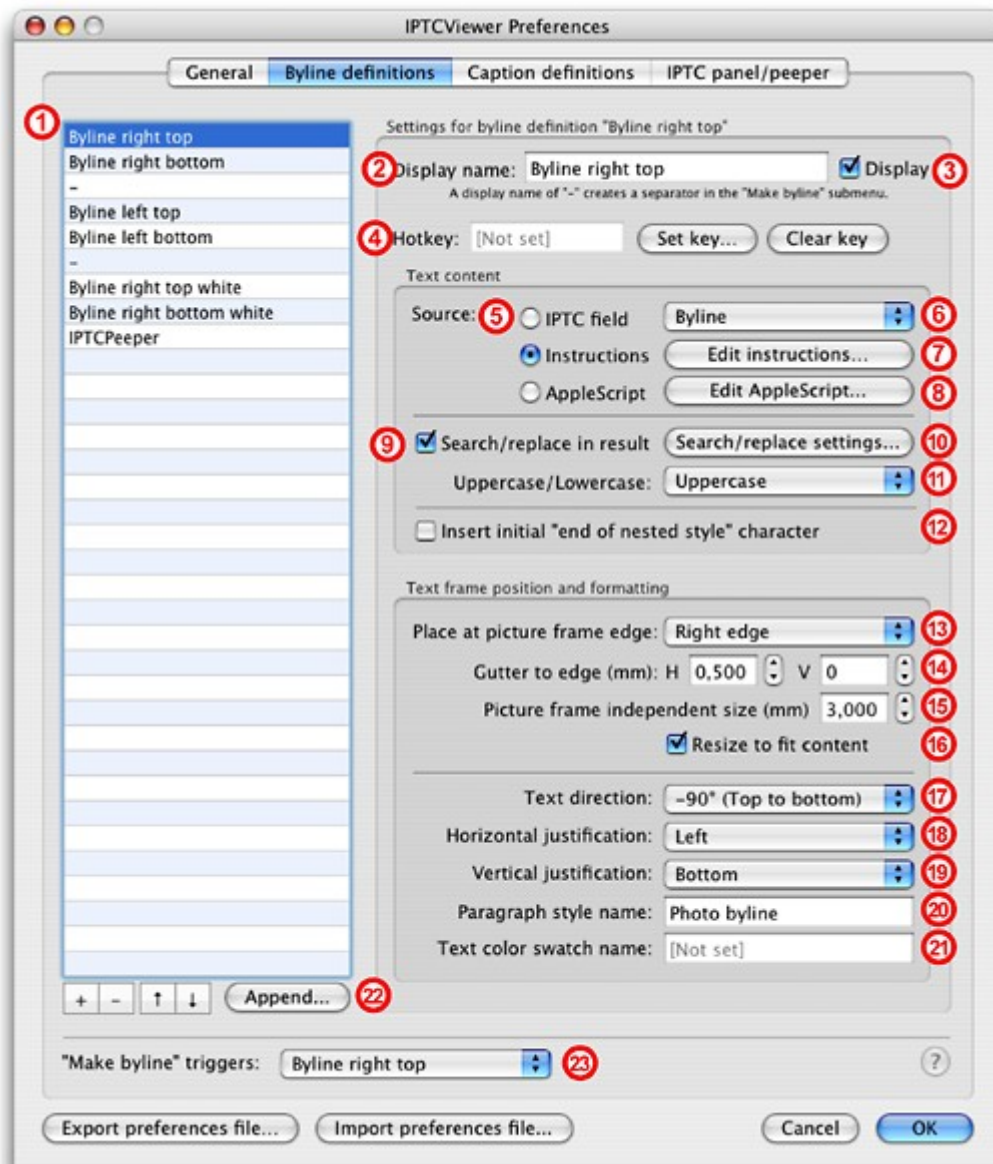 IPTCViewer Preferences
General Byline definitions Caption definitions IPTC panel/peeper
1
Byline right top
Byline right bottom
-
Byline left top
Byline left bottom
-
Byline right top white
Byline right bottom white
IPTCPeeper
+ - ↑ ↓ Append... 22
Settings for byline definition "Byline right top"
2 Display name: Byline right top Display 3
A display name of "-" creates a separator in the "Make byline" submenu.
4 Hotkey: [Not set] Set key... Clear key
Text content
Source: 5 IPTC field Byline 6
Instructions Edit instructions... 7
AppleScript Edit AppleScript... 8
9 Search/replace in result Search/replace settings... 10
Uppercase/Lowercase: Uppercase 11
Insert initial "end of nested style" character 12
Text frame position and formatting
Place at picture frame edge: Right edge 13
Gutter to edge (mm): H 0,500 V 0 14
Picture frame independent size (mm) 3,000 15
Resize to fit content 16
Text direction: -90° (Top to bottom) 17
Horizontal justification: Left 18
Vertical justification: Bottom 19
Paragraph style name: Photo byline 20
Text color swatch name: [Not set] 21
"Make byline" triggers: Byline right top 23 ?
Export preferences file... Import preferences file... Cancel OK